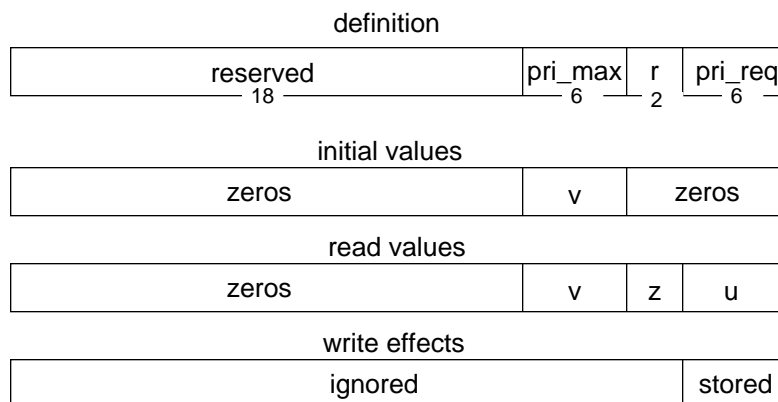 definition
reserved pri_max r pri_req
18 6 2 6
initial values
zeros v zeros
read values
zeros v z u
write effects
ignored stored